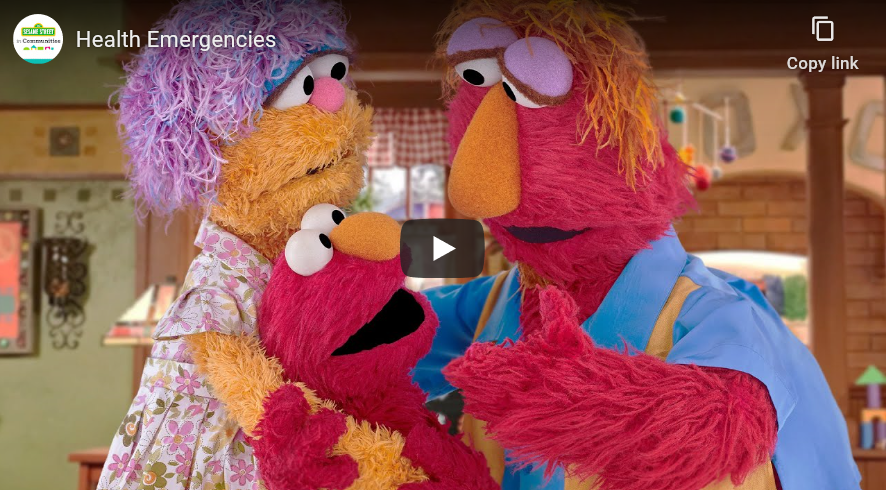 SESAME STREET
in Communities
Health Emergencies
Copy link